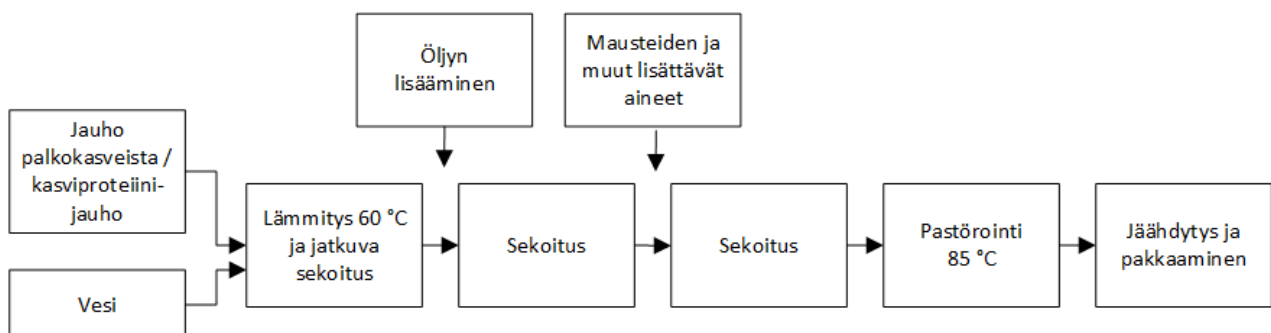 Öljyn
lisääminen
Mausteiden ja
muut lisättävät
aineet
Jauho
palkokasveista /
kasviproteiini-
jauho
Vesi
Lämmitys 60 °C
ja jatkuva
sekoitus
Sekoitus
Sekoitus
Pastörointi
85 °C
Jäähdytys ja
pakkaaminen